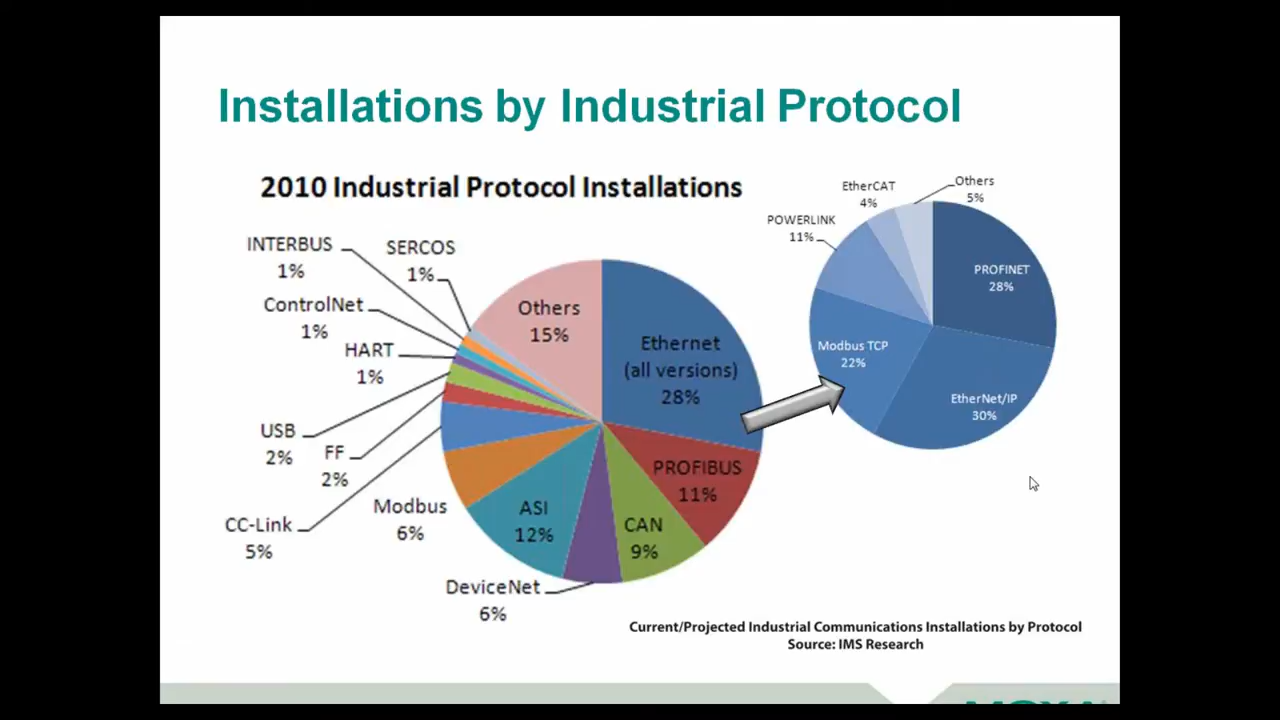 Installations by Industrial Protocol
2010 Industrial Protocol Installations
INTERBUS
1%
SERCOS
1%
ControlNet
1%
HART
1%
USB
2%
FF
2%
CC-Link
5%
Modbus
6%
DeviceNet
6%
ASI
12%
CAN
9%
PROFIBUS
11%
Ethernet
(all versions)
28%
Others
15%
EtherCAT
4%
Others
5%
POWERLINK
11%
PROFINET
28%
Modbus TCP
22%
EtherNet/IP
30%
Current/Projected Industrial Communications Installations by Protocol
Source: IMS Research